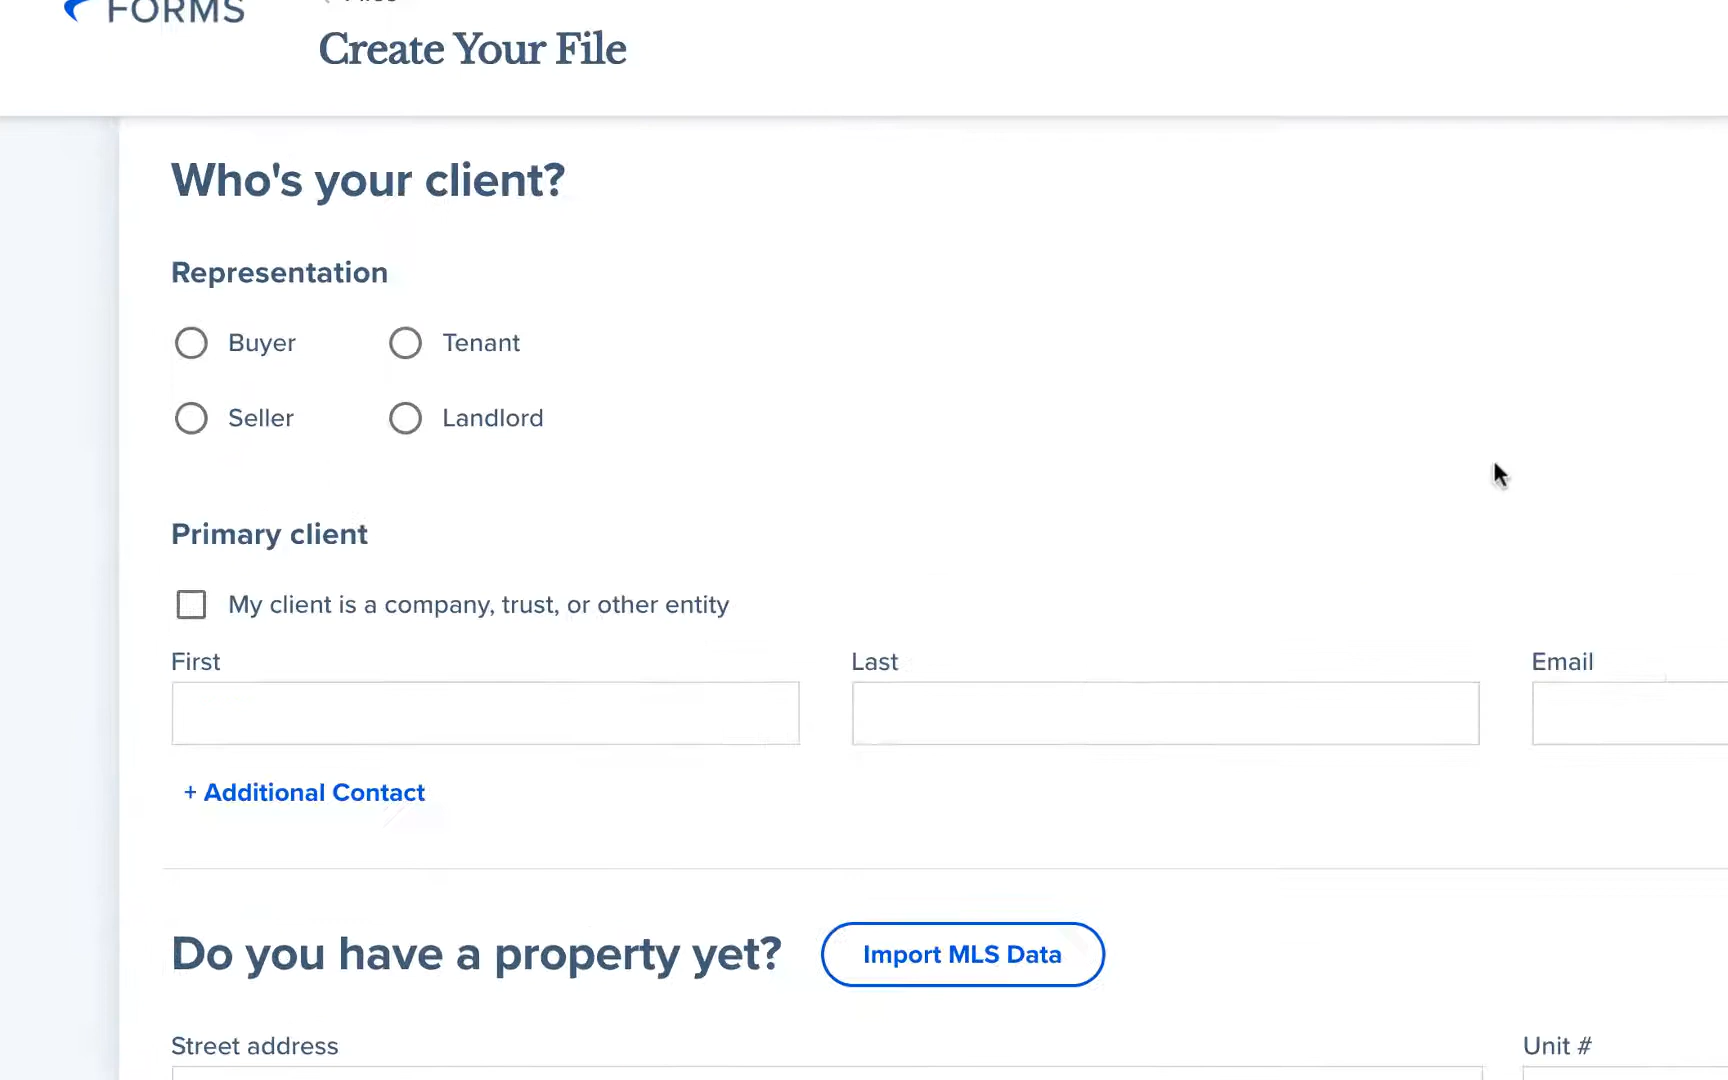 FORMS
Create Your File
Who's your client?
Representation
Buyer
Tenant
Seller
Landlord
Primary client
My client is a company, trust, or other entity
First
Last
Email
+ Additional Contact
Do you have a property yet?
Import MLS Data
Street address
Unit #